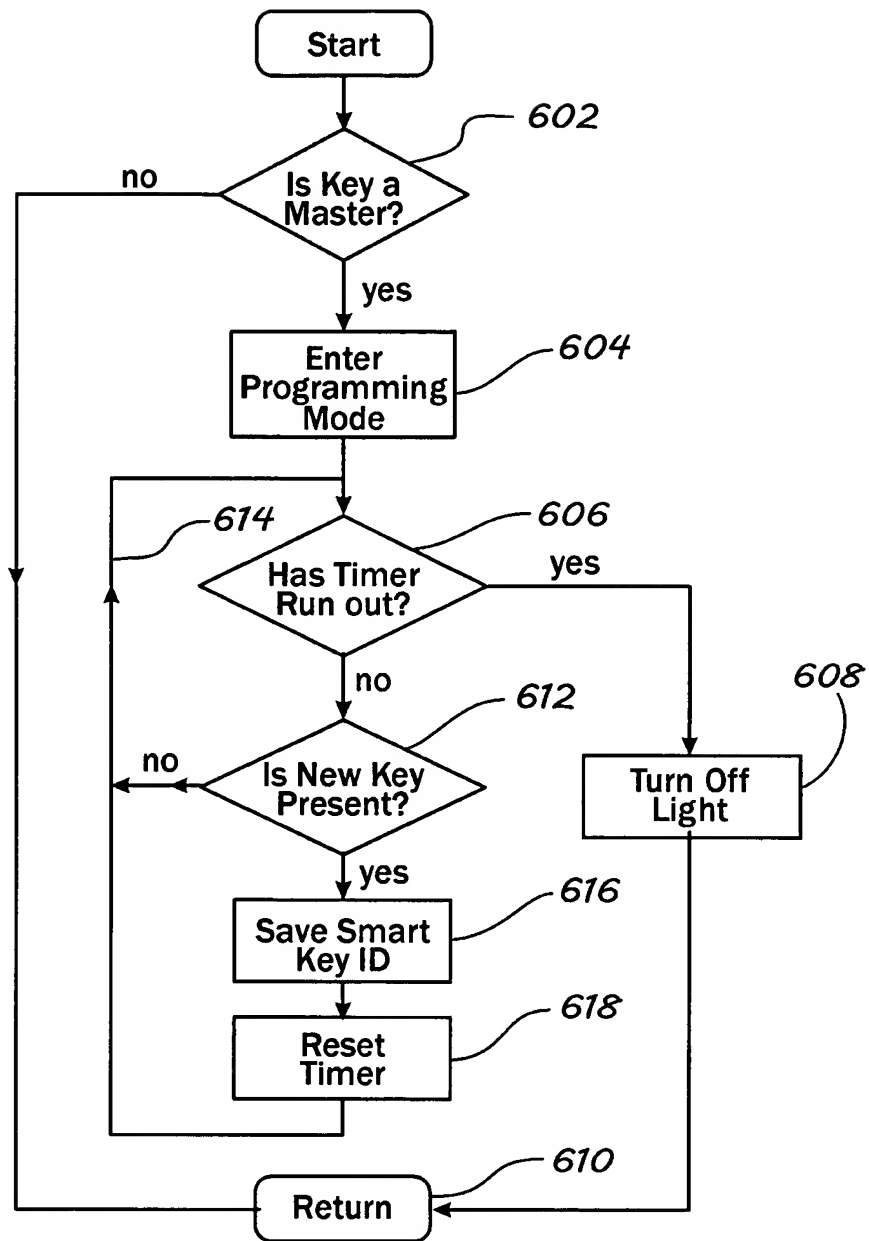 Start
602
no
Is Key a
Master?
yes
Enter
Programming
Mode
604
614
606
Has Timer
Run out?
yes
no
612
608
no
Is New Key
Present?
Turn Off
Light
yes
616
Save Smart
Key ID
618
Reset
Timer
610
Return